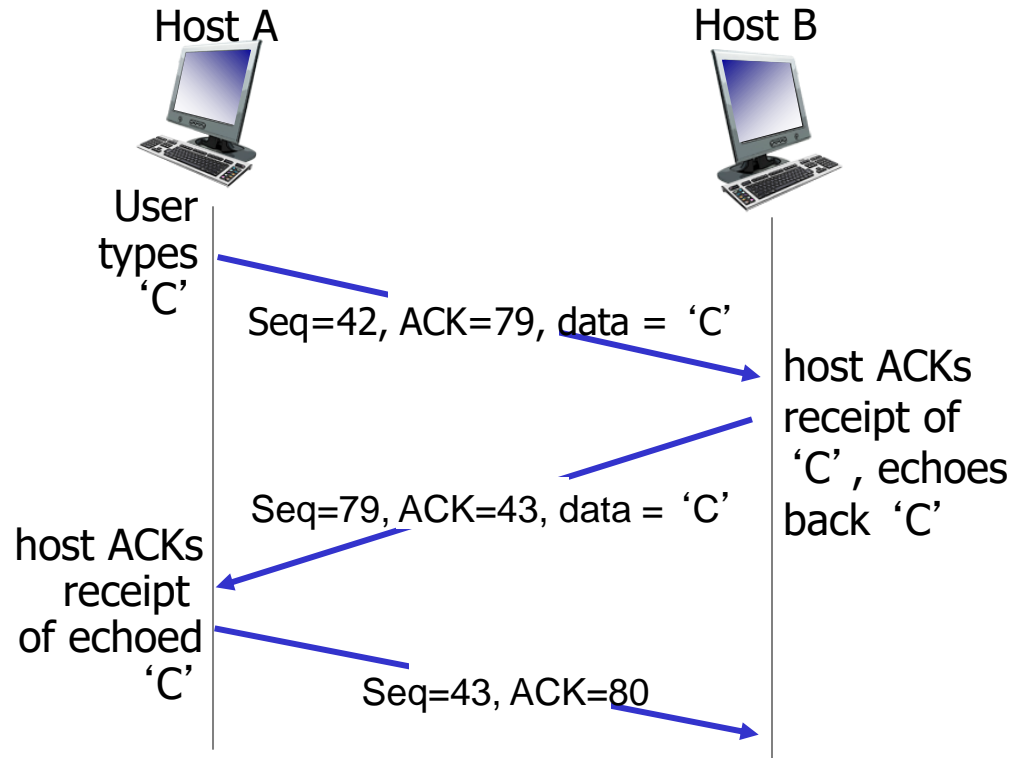 Host A
Host B
User
types
‘C’
Seq=42, ACK=79, data = ‘C’
host ACKs
receipt of
‘C’, echoes
back ‘C’
Seq=79, ACK=43, data = ‘C’
host ACKs
receipt
of echoed
‘C’
Seq=43, ACK=80